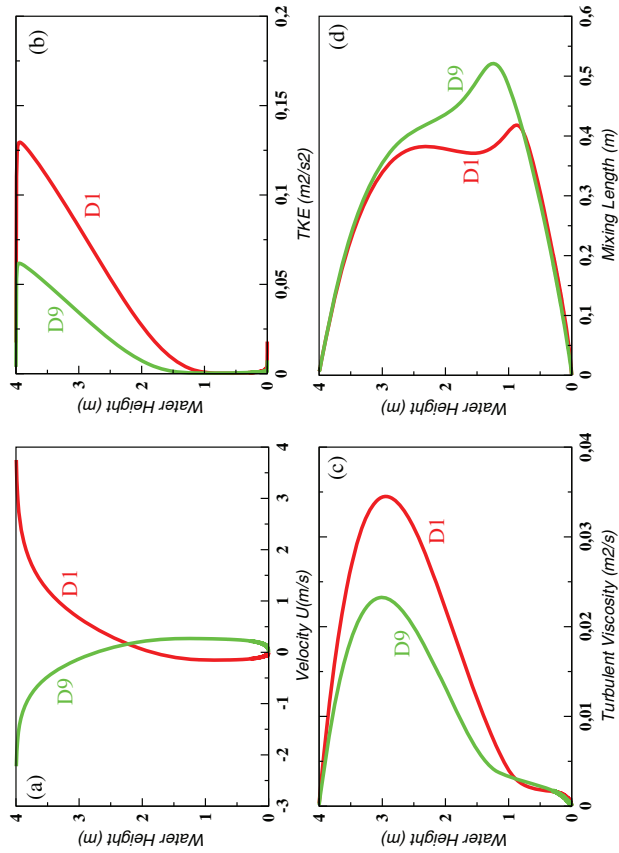 (a)
4
3
2
1
0
Water Height (m)
D9
D1
-3
-2
-1
0
1
2
3
4
Velocity U(m/s)
(b)
4
3
2
1
0
Water Height (m)
D9
D1
0
0,05
0,1
0,15
0,2
TKE (m2/s2)
(c)
4
3
2
1
0
Water Height (m)
D9
D1
0
0,01
0,02
0,03
0,04
Turbulent Viscosity (m2/s)
(d)
4
3
2
1
0
Water Height (m)
D9
D1
0
0,1
0,2
0,3
0,4
0,5
0,6
Mixing Length (m)